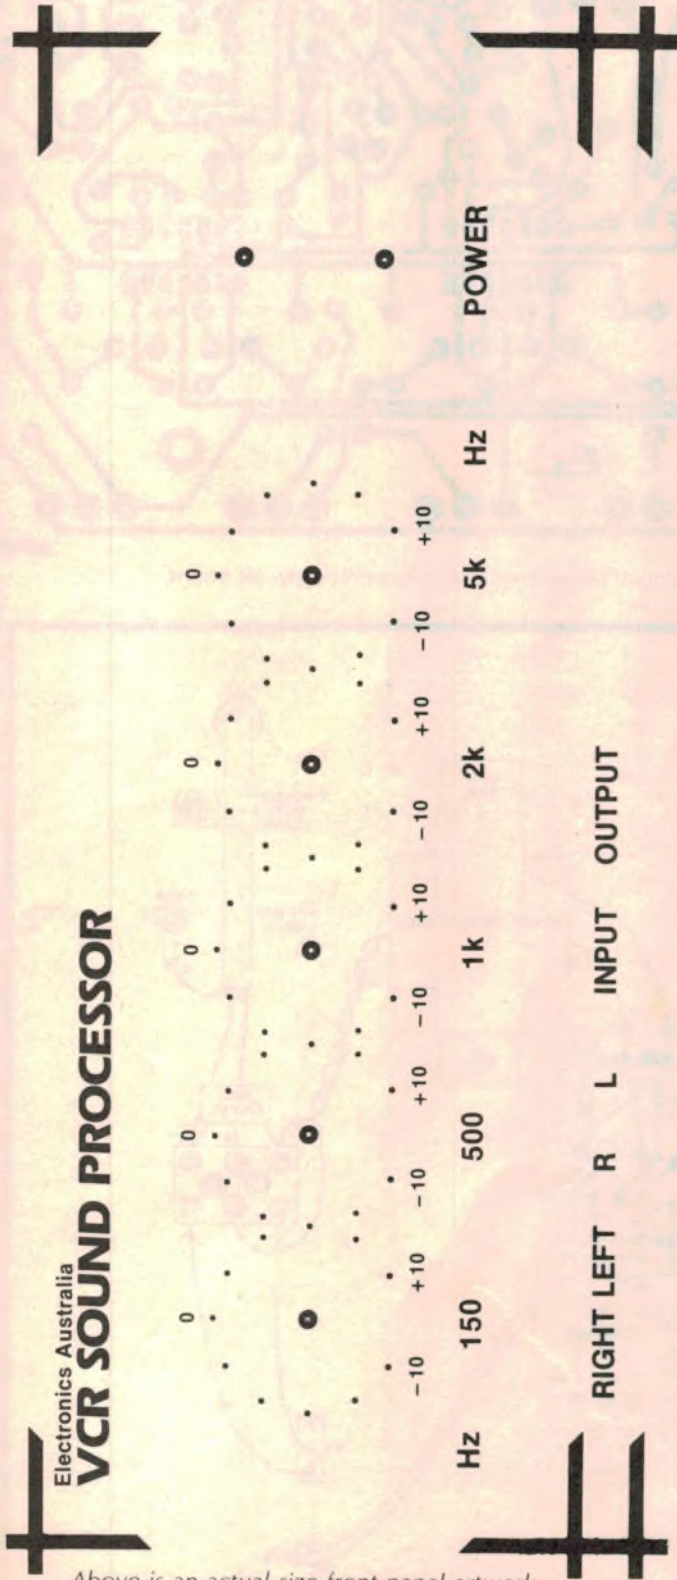 Electronics Australia
VCR SOUND PROCESSOR
0 0 0 0 0
-10 +10 -10 +10 -10 +10 -10 +10 -10 +10
Hz 150 500 1k 2k 5k Hz POWER
RIGHT LEFT R L INPUT OUTPUT
Above is an actual size front panel artwork